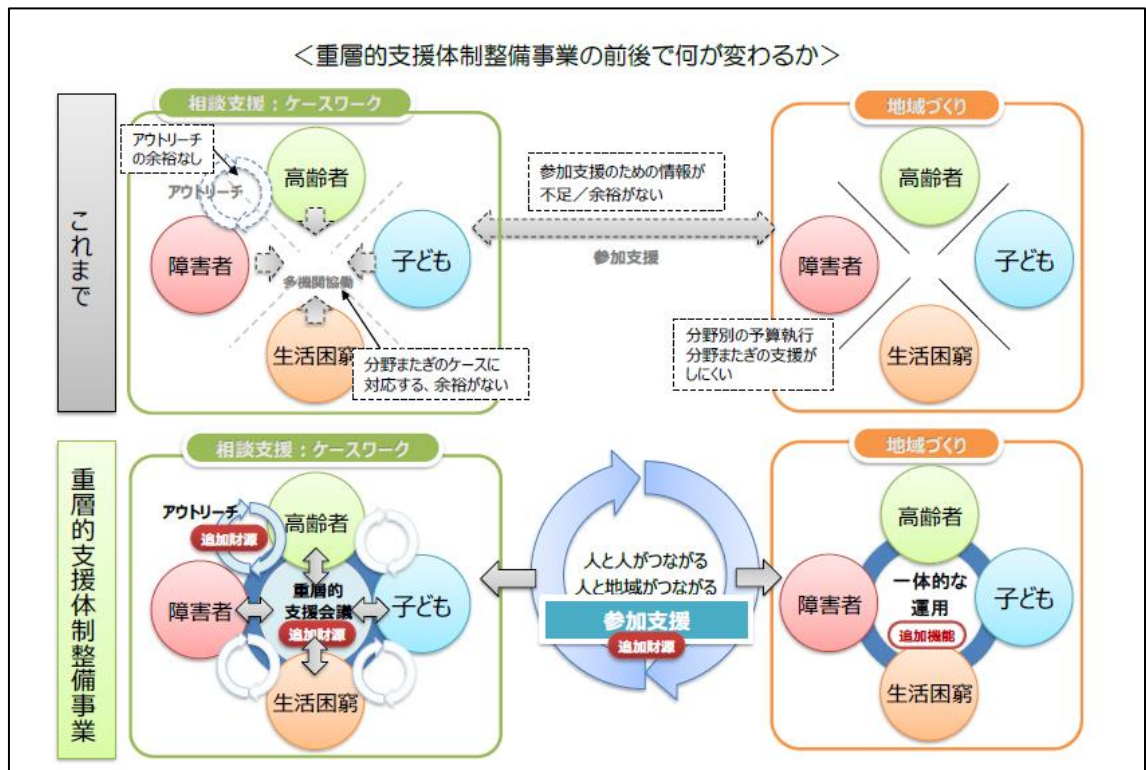 ＜重層的支援体制整備事業の前後で何が変わるか＞
これまで
相談支援：ケースワーク
アウトリーチ
の余裕なし
アウトリーチ
高齢者
障害者
子ども
多機関協働
生活困窮
分野またぎのケースに
対応する、余裕がない
参加支援のための情報が
不足／余裕がない
参加支援
地域づくり
高齢者
障害者
子ども
分野別の予算執行
分野またぎの支援が
しにくい
生活困窮
重層的支援体制整備事業
相談支援：ケースワーク
アウトリーチ
追加財源
高齢者
障害者
重層的
支援会議
追加財源
子ども
生活困窮
人と人がつながる
人と地域がつながる
参加支援
追加財源
地域づくり
高齢者
障害者
一体的な
運用
追加機能
子ども
生活困窮